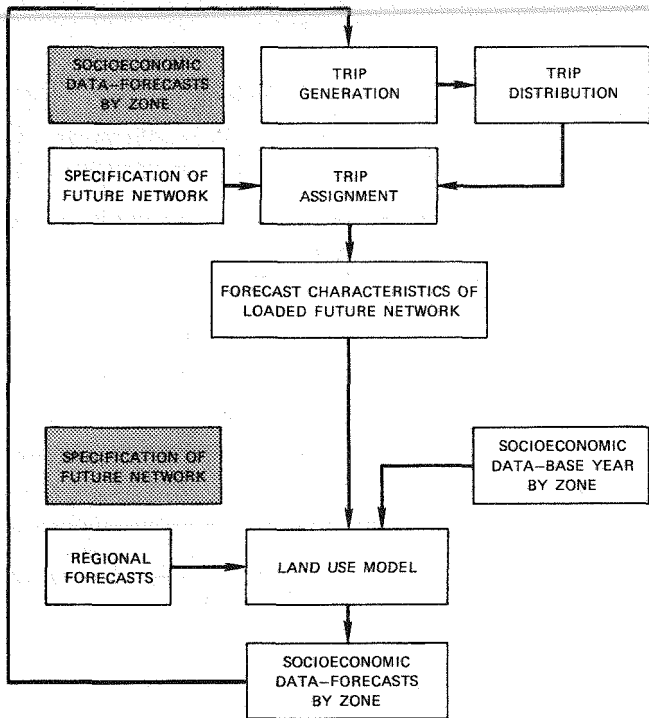 SOCIOECONOMIC
DATA–FORECASTS
BY ZONE
TRIP
GENERATION
TRIP
DISTRIBUTION
SPECIFICATION OF
FUTURE NETWORK
TRIP
ASSIGNMENT
FORECAST CHARACTERISTICS OF
LOADED FUTURE NETWORK
SPECIFICATION OF
FUTURE NETWORK
SOCIOECONOMIC
DATA–BASE YEAR
BY ZONE
REGIONAL
FORECASTS
LAND USE MODEL
SOCIOECONOMIC
DATA–FORECASTS
BY ZONE